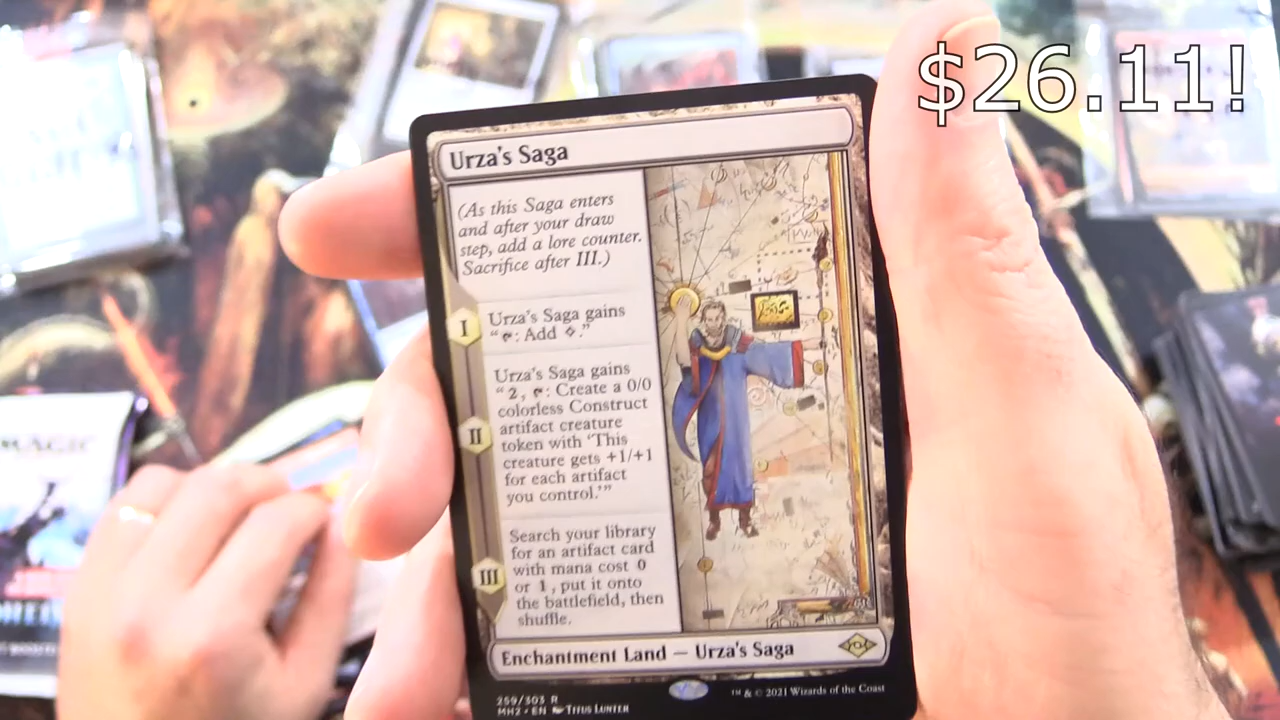 $26.11!
Urza's Saga
(As this Saga enters
and after your draw
step, add a lore counter.
Sacrifice after III.)
I
Urza's Saga gains
": Add ."
II
Urza's Saga gains
"2, : Create a 0/0
colorless Construct
artifact creature
token with 'This
creature gets +1/+1
for each artifact
you control.'"
III
Search your library
for an artifact card
with mana cost 0
or 1, put it onto
the battlefield, then
shuffle.
Enchantment Land — Urza's Saga
259/303 R
MH2 • EN Titus Lunter
™ & © 2021 Wizards of the Coast
MAGIC